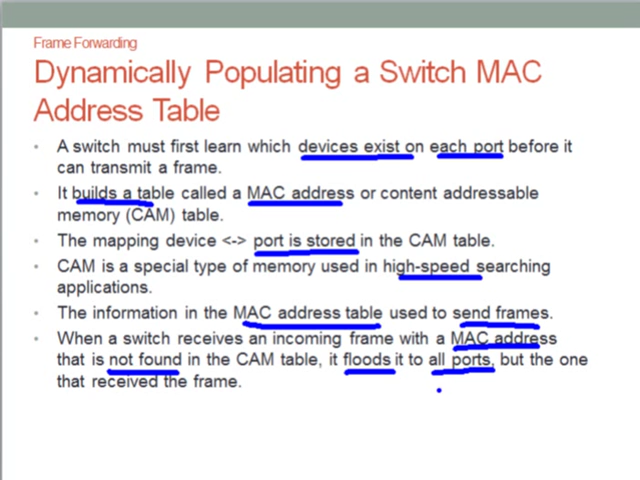 Frame Forwarding
Dynamically Populating a Switch MAC
Address Table
• A switch must first learn which devices exist on each port before it
can transmit a frame.
• It builds a table called a MAC address or content addressable
memory (CAM) table.
• The mapping device <-> port is stored in the CAM table.
• CAM is a special type of memory used in high-speed searching
applications.
• The information in the MAC address table used to send frames.
• When a switch receives an incoming frame with a MAC address
that is not found in the CAM table, it floods it to all ports, but the one
that received the frame.